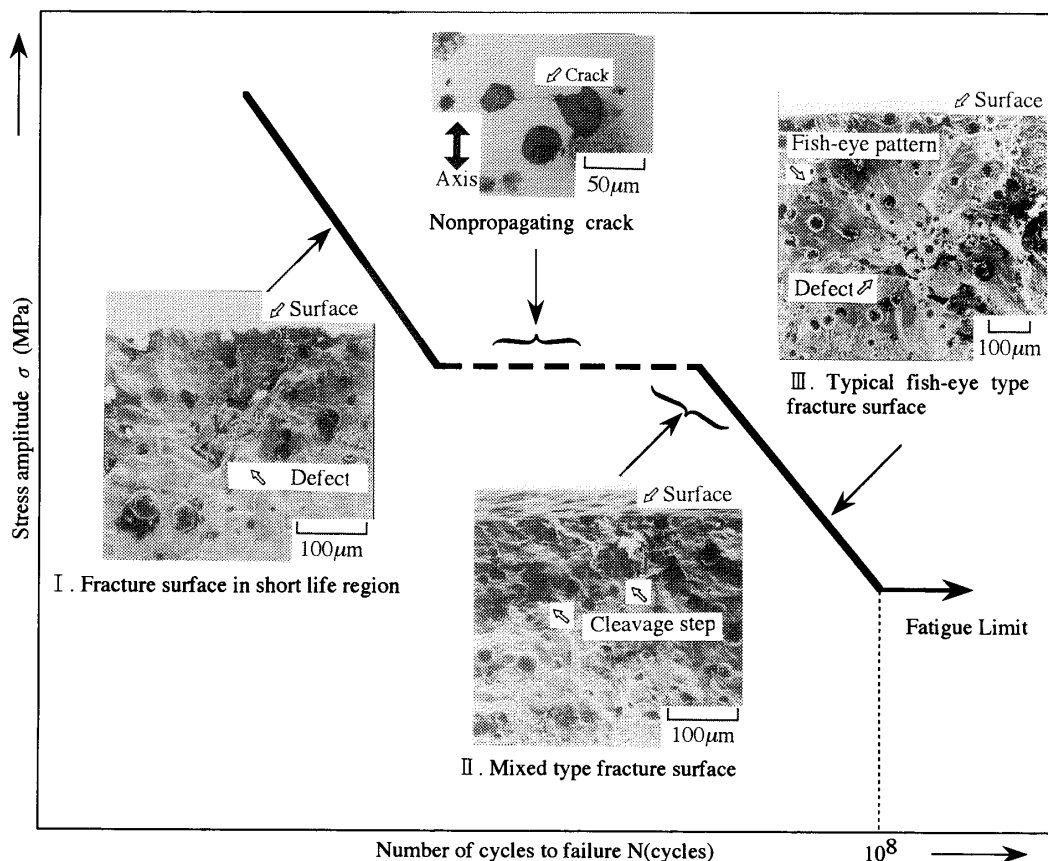 Stress amplitude σ (MPa)
Crack
Axis
50μm
Nonpropagating crack
Surface
Fish-eye pattern
Defect
100μm
Ⅲ. Typical fish-eye type
fracture surface
Surface
Defect
100μm
Ⅰ. Fracture surface in short life region
Surface
Cleavage step
100μm
Ⅱ. Mixed type fracture surface
Fatigue Limit
Number of cycles to failure N(cycles)
10⁸